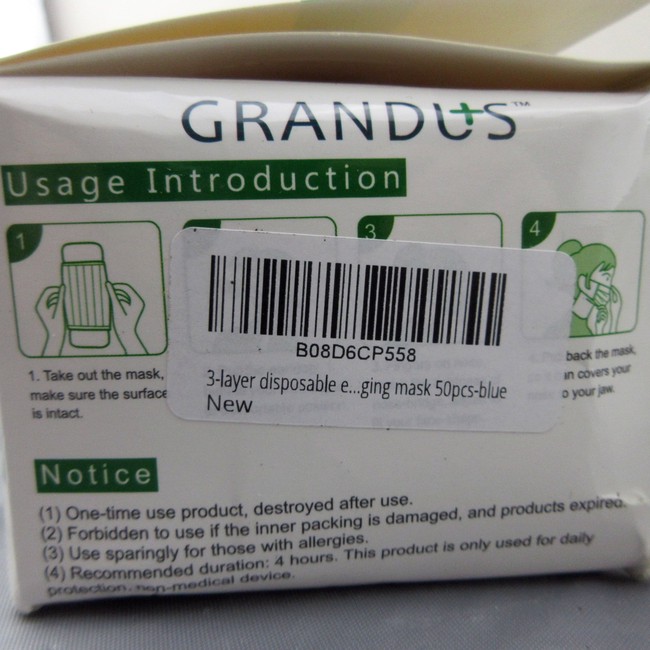 GRANDUS™
Usage Introduction
1
3
4
B08D6CP558
3-layer disposable e...ging mask 50pcs-blue
New
1. Take out the mask,
make sure the surface
is intact.
back the mask,
an covers your
o your jaw.
Notice
(1) One-time use product, destroyed after use.
(2) Forbidden to use if the inner packing is damaged, and products expired.
(3) Use sparingly for those with allergies.
(4) Recommended duration: 4 hours. This product is only used for daily
protection, non-medical device.